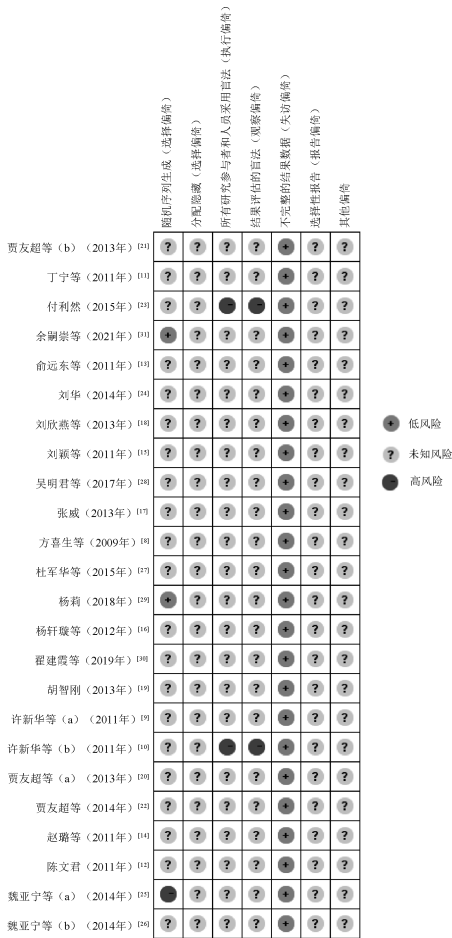 随机序列生成（选择偏倚）
分配隐藏（选择偏倚）
所有研究参与者和人员采用盲法（执行偏倚）
结果评估的盲法（观察偏倚）
不完整的结果数据（失访偏倚）
选择性报告（报告偏倚）
其他偏倚
贾友超等（b）（2013年）[21] ? ? ? ? + ? ?
丁宁等（2011年）[11] ? ? ? ? + ? ?
付利然（2015年）[23] ? ? - - + ? ?
余嗣崇等（2021年）[31] + ? ? ? + ? ?
俞远东等（2011年）[13] ? ? ? ? + ? ?
刘华（2014年）[24] ? ? ? ? + ? ?
刘欣燕等（2013年）[18] ? ? ? ? + ? ?
刘颖等（2011年）[15] ? ? ? ? + ? ?
吴明君等（2017年）[28] ? ? ? ? + ? ?
张威（2013年）[17] ? ? ? ? + ? ?
方喜生等（2009年）[8] ? ? ? ? + ? ?
杜军华等（2015年）[27] ? ? ? ? + ? ?
杨莉（2018年）[29] + ? ? ? + ? ?
杨轩璇等（2012年）[16] ? ? ? ? + ? ?
翟建霞等（2019年）[30] ? ? ? ? + ? ?
胡智刚（2013年）[19] ? ? ? ? + ? ?
许新华等（a）（2011年）[9] ? ? ? ? + ? ?
许新华等（b）（2011年）[10] ? ? - - + ? ?
贾友超等（a）（2013年）[20] ? ? ? ? + ? ?
贾友超等（2014年）[22] ? ? ? ? + ? ?
赵璐等（2011年）[14] ? ? ? ? + ? ?
陈文君（2011年）[12] ? ? ? ? + ? ?
魏亚宁等（a）（2014年）[25] - ? ? ? + ? ?
魏亚宁等（b）（2014年）[26] ? ? ? ? + ? ?
+ 低风险
? 未知风险
- 高风险